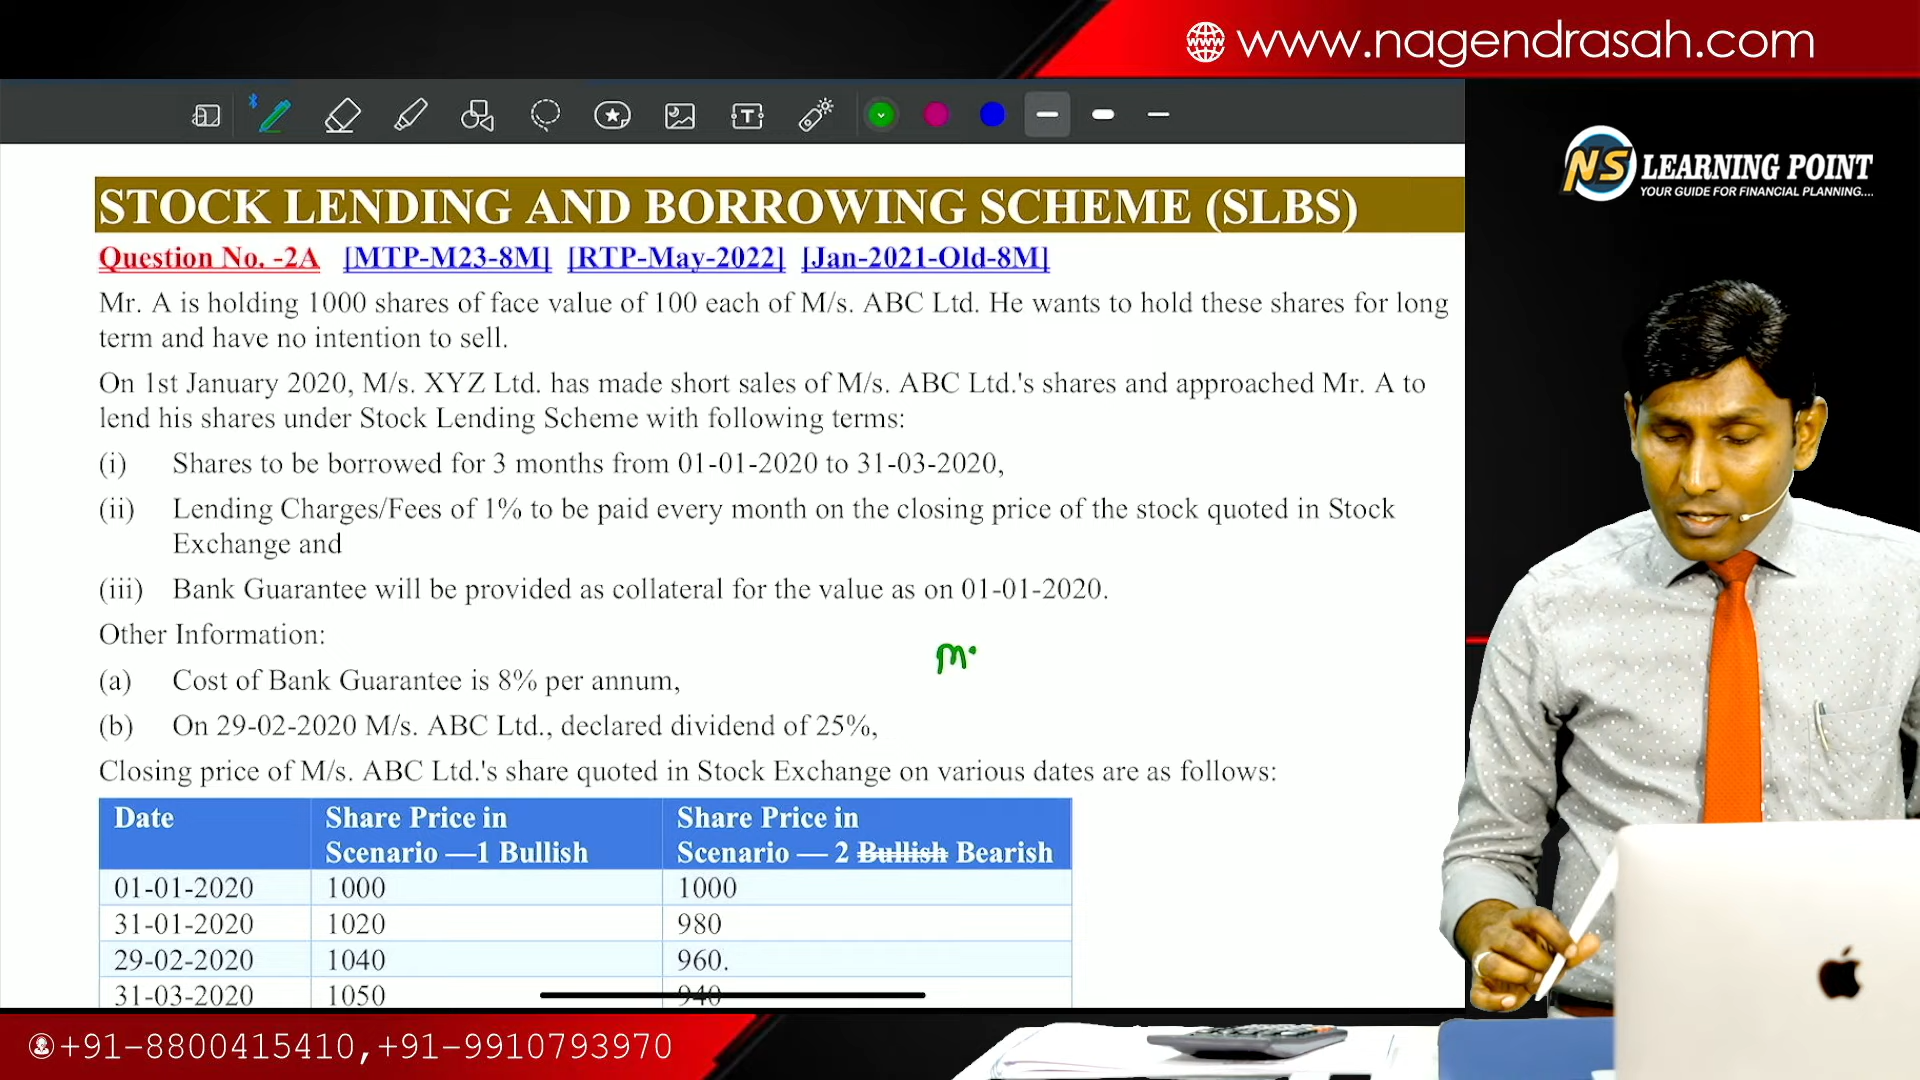 www.nagendrasah.com
NS LEARNING POINT
YOUR GUIDE FOR FINANCIAL PLANNING....
STOCK LENDING AND BORROWING SCHEME (SLBS)
Question No. -2A [MTP-M23-8M] [RTP-May-2022] [Jan-2021-Old-8M]
Mr. A is holding 1000 shares of face value of 100 each of M/s. ABC Ltd. He wants to hold these shares for long
term and have no intention to sell.
On 1st January 2020, M/s. XYZ Ltd. has made short sales of M/s. ABC Ltd.'s shares and approached Mr. A to
lend his shares under Stock Lending Scheme with following terms:
(i) Shares to be borrowed for 3 months from 01-01-2020 to 31-03-2020,
(ii) Lending Charges/Fees of 1% to be paid every month on the closing price of the stock quoted in Stock
Exchange and
(iii) Bank Guarantee will be provided as collateral for the value as on 01-01-2020.
Other Information:
m.
(a) Cost of Bank Guarantee is 8% per annum,
(b) On 29-02-2020 M/s. ABC Ltd., declared dividend of 25%,
Closing price of M/s. ABC Ltd.'s share quoted in Stock Exchange on various dates are as follows:
Date Share Price in Share Price in
Scenario —1 Bullish Scenario — 2 Bullish Bearish
01-01-2020 1000 1000
31-01-2020 1020 980
29-02-2020 1040 960.
31-03-2020 1050 940
+91-8800415410,+91-9910793970